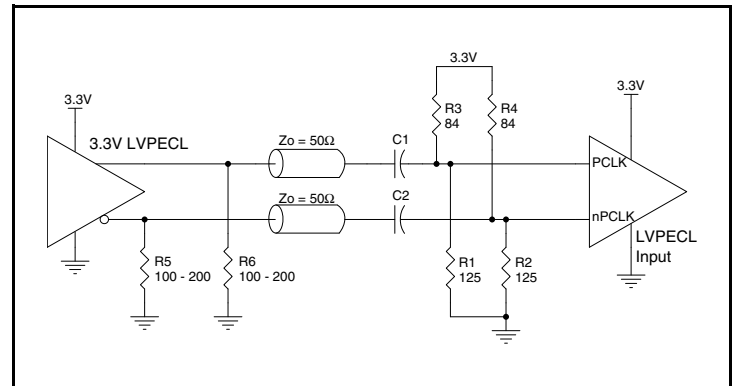 3.3V
3.3V LVPECL
R5
100 - 200
R6
100 - 200
Zo = 50Ω
Zo = 50Ω
C1
C2
3.3V
R3
84
R4
84
R1
125
R2
125
3.3V
PCLK
nPCLK
LVPECL
Input